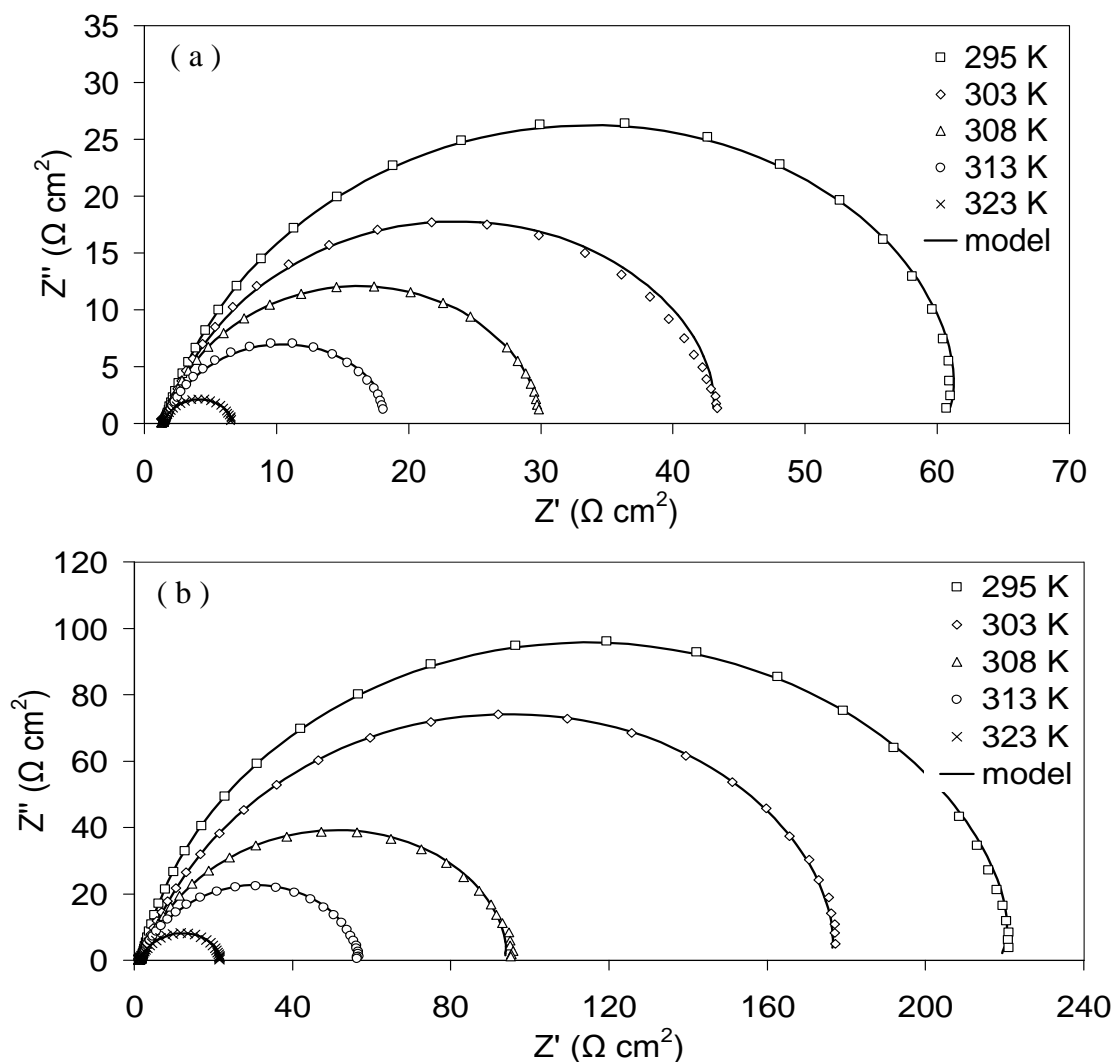 ( a )
35
30
25
20
15
10
5
0
Z'' (Ω cm²)
295 K
303 K
308 K
313 K
323 K
model
0 10 20 30 40 50 60 70
Z' (Ω cm²)
( b )
120
100
80
60
40
20
0
Z'' (Ω cm²)
295 K
303 K
308 K
313 K
323 K
model
0 40 80 120 160 200 240
Z' (Ω cm²)